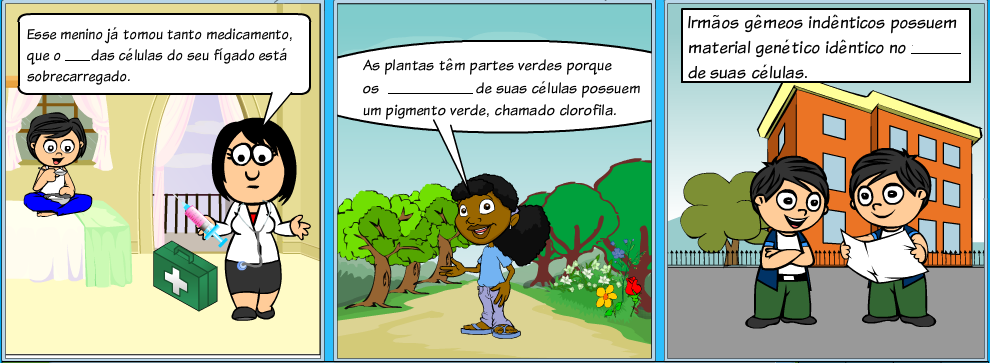 Esse menino já tomou tanto medicamento,
que o ___das células do seu fígado está
sobrecarregado.
As plantas têm partes verdes porque
os __________ de suas células possuem
um pigmento verde, chamado clorofila.
Irmãos gêmeos indênticos possuem
material genético idêntico no ______
de suas células.